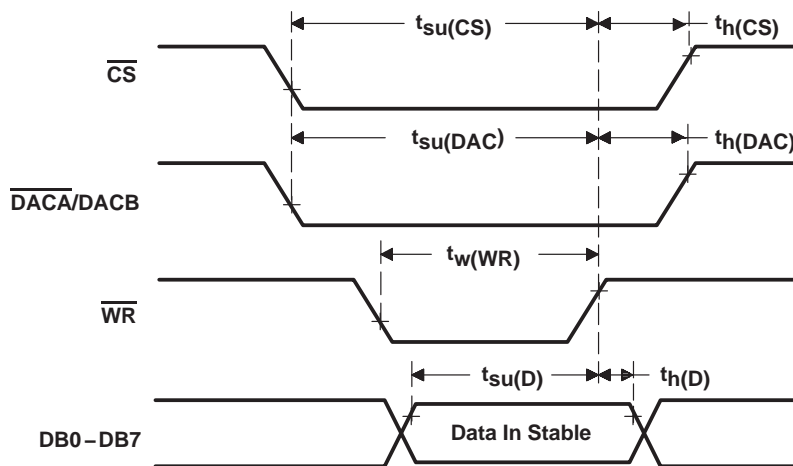 tsu(CS)
th(CS)
CS
tsu(DAC)
th(DAC)
DACA/DACB
tw(WR)
WR
tsu(D)
th(D)
DB0–DB7
Data In Stable